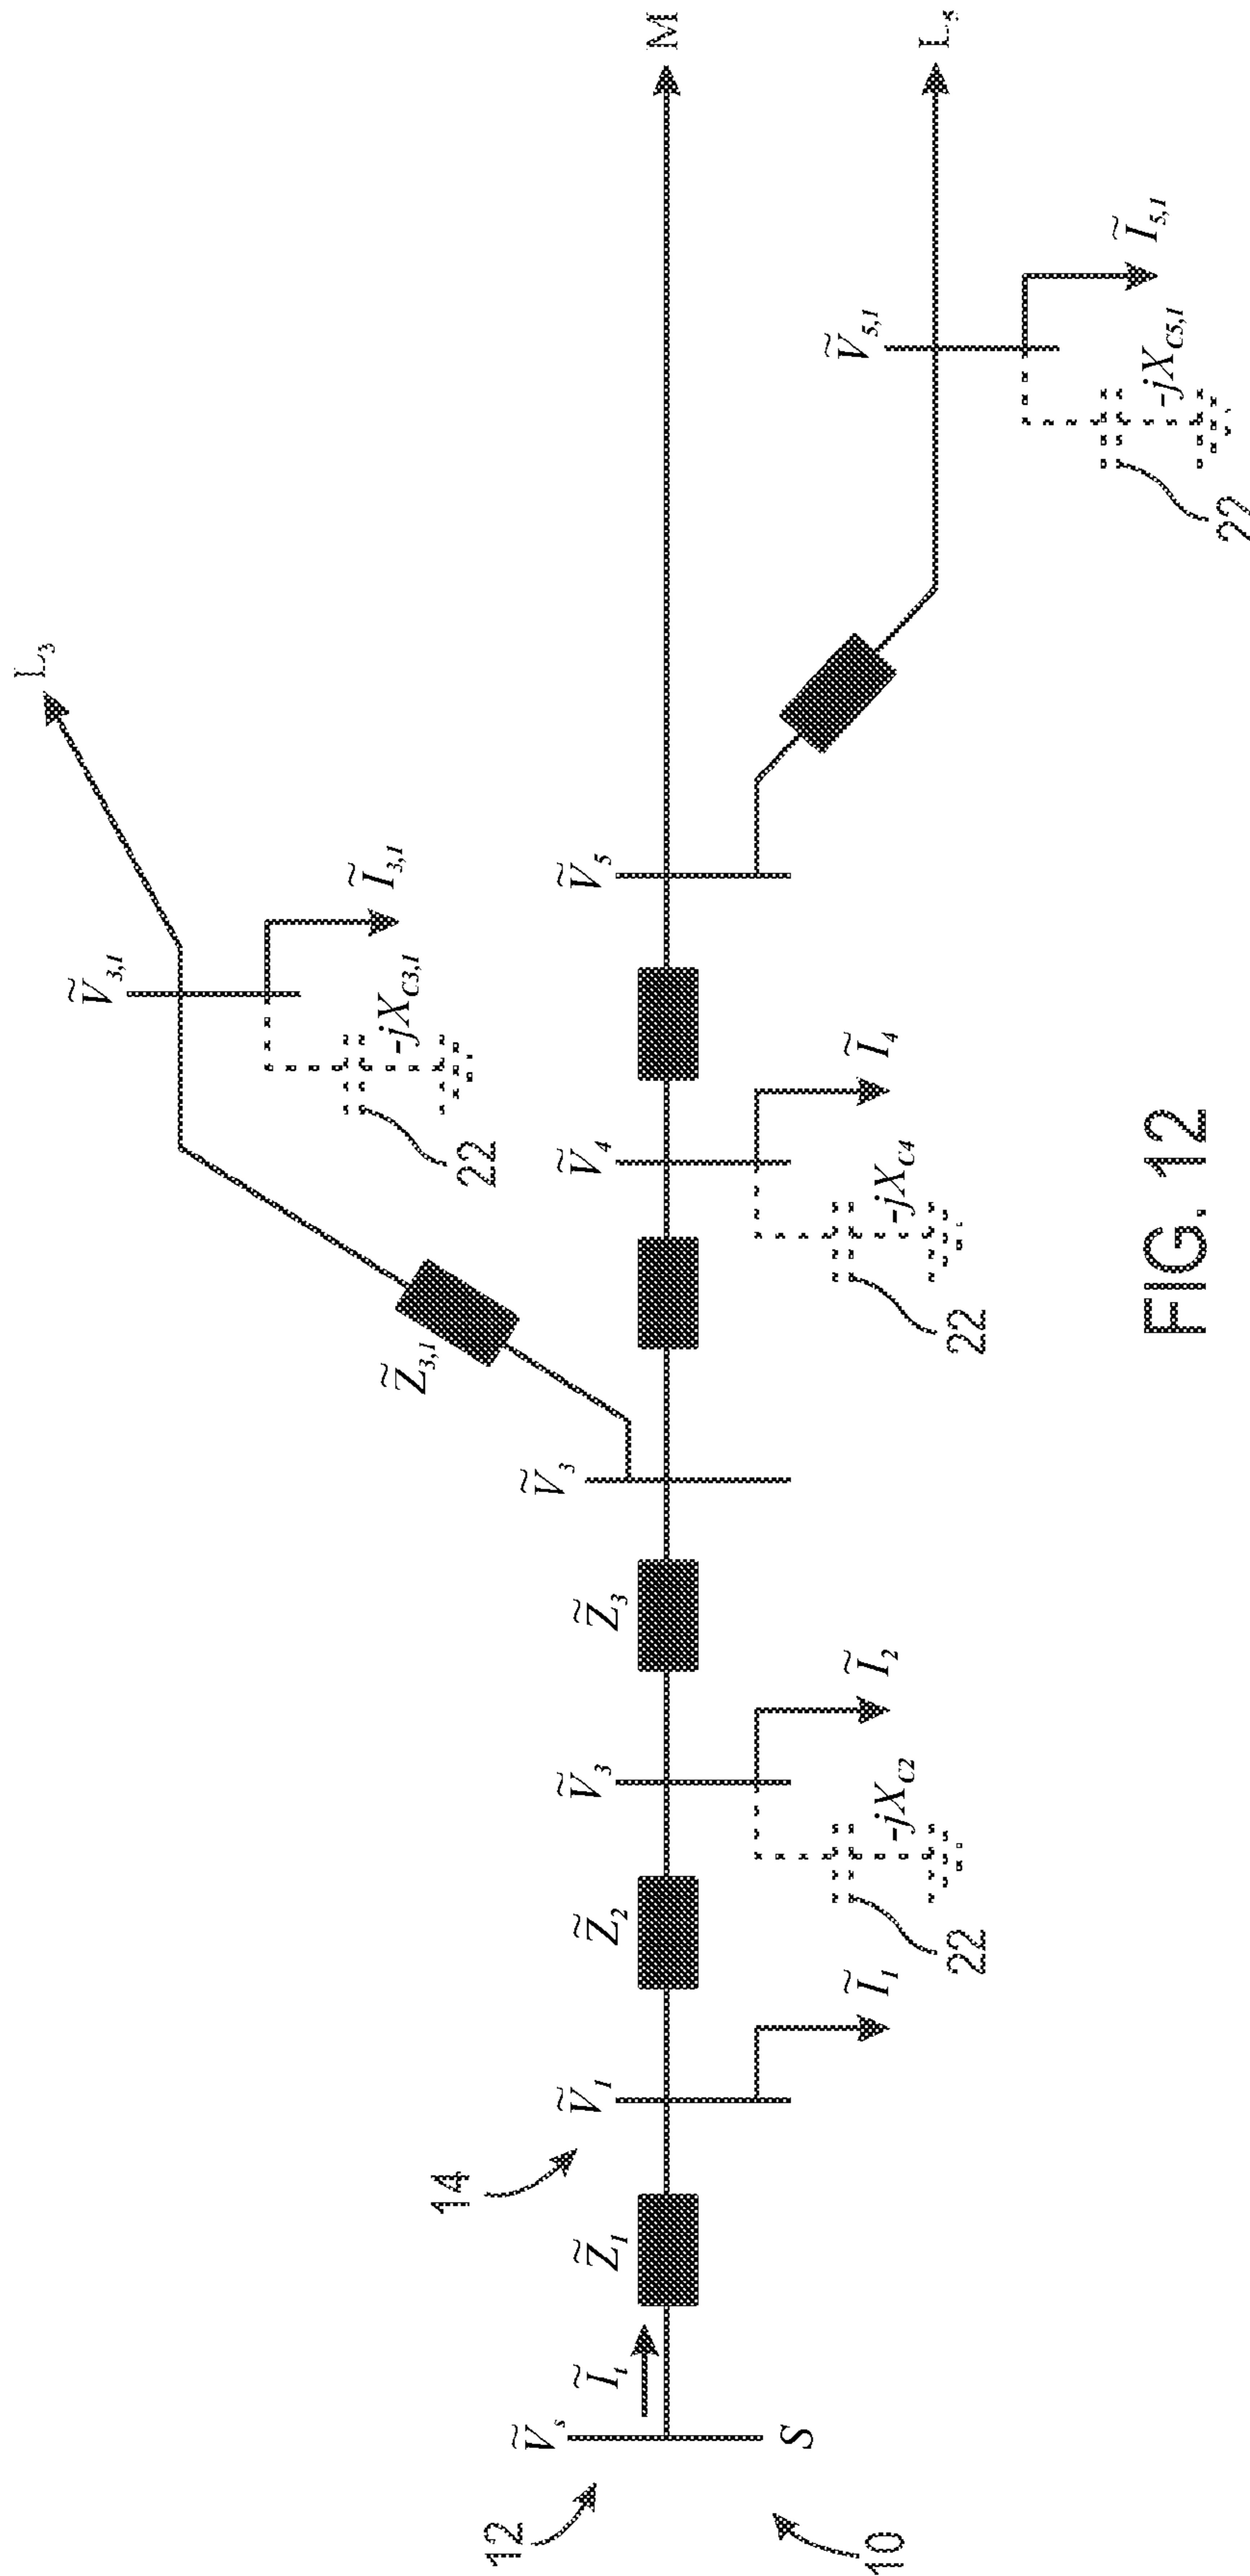 Ṽs
Ĩt
Z̃1
Ṽ1
Z̃2
Ṽ3
Z̃3
Ṽ3
Z̃3,1
Ṽ3,1
L3
Ṽ4
Ṽ5
M
Ṽ5,1
L5
12
14
10
S
Ĩ1
22
-jXC2
Ĩ2
22
-jXC3,1
Ĩ3,1
22
-jXC4
Ĩ4
22
-jXC5,1
Ĩ5,1
FIG. 12